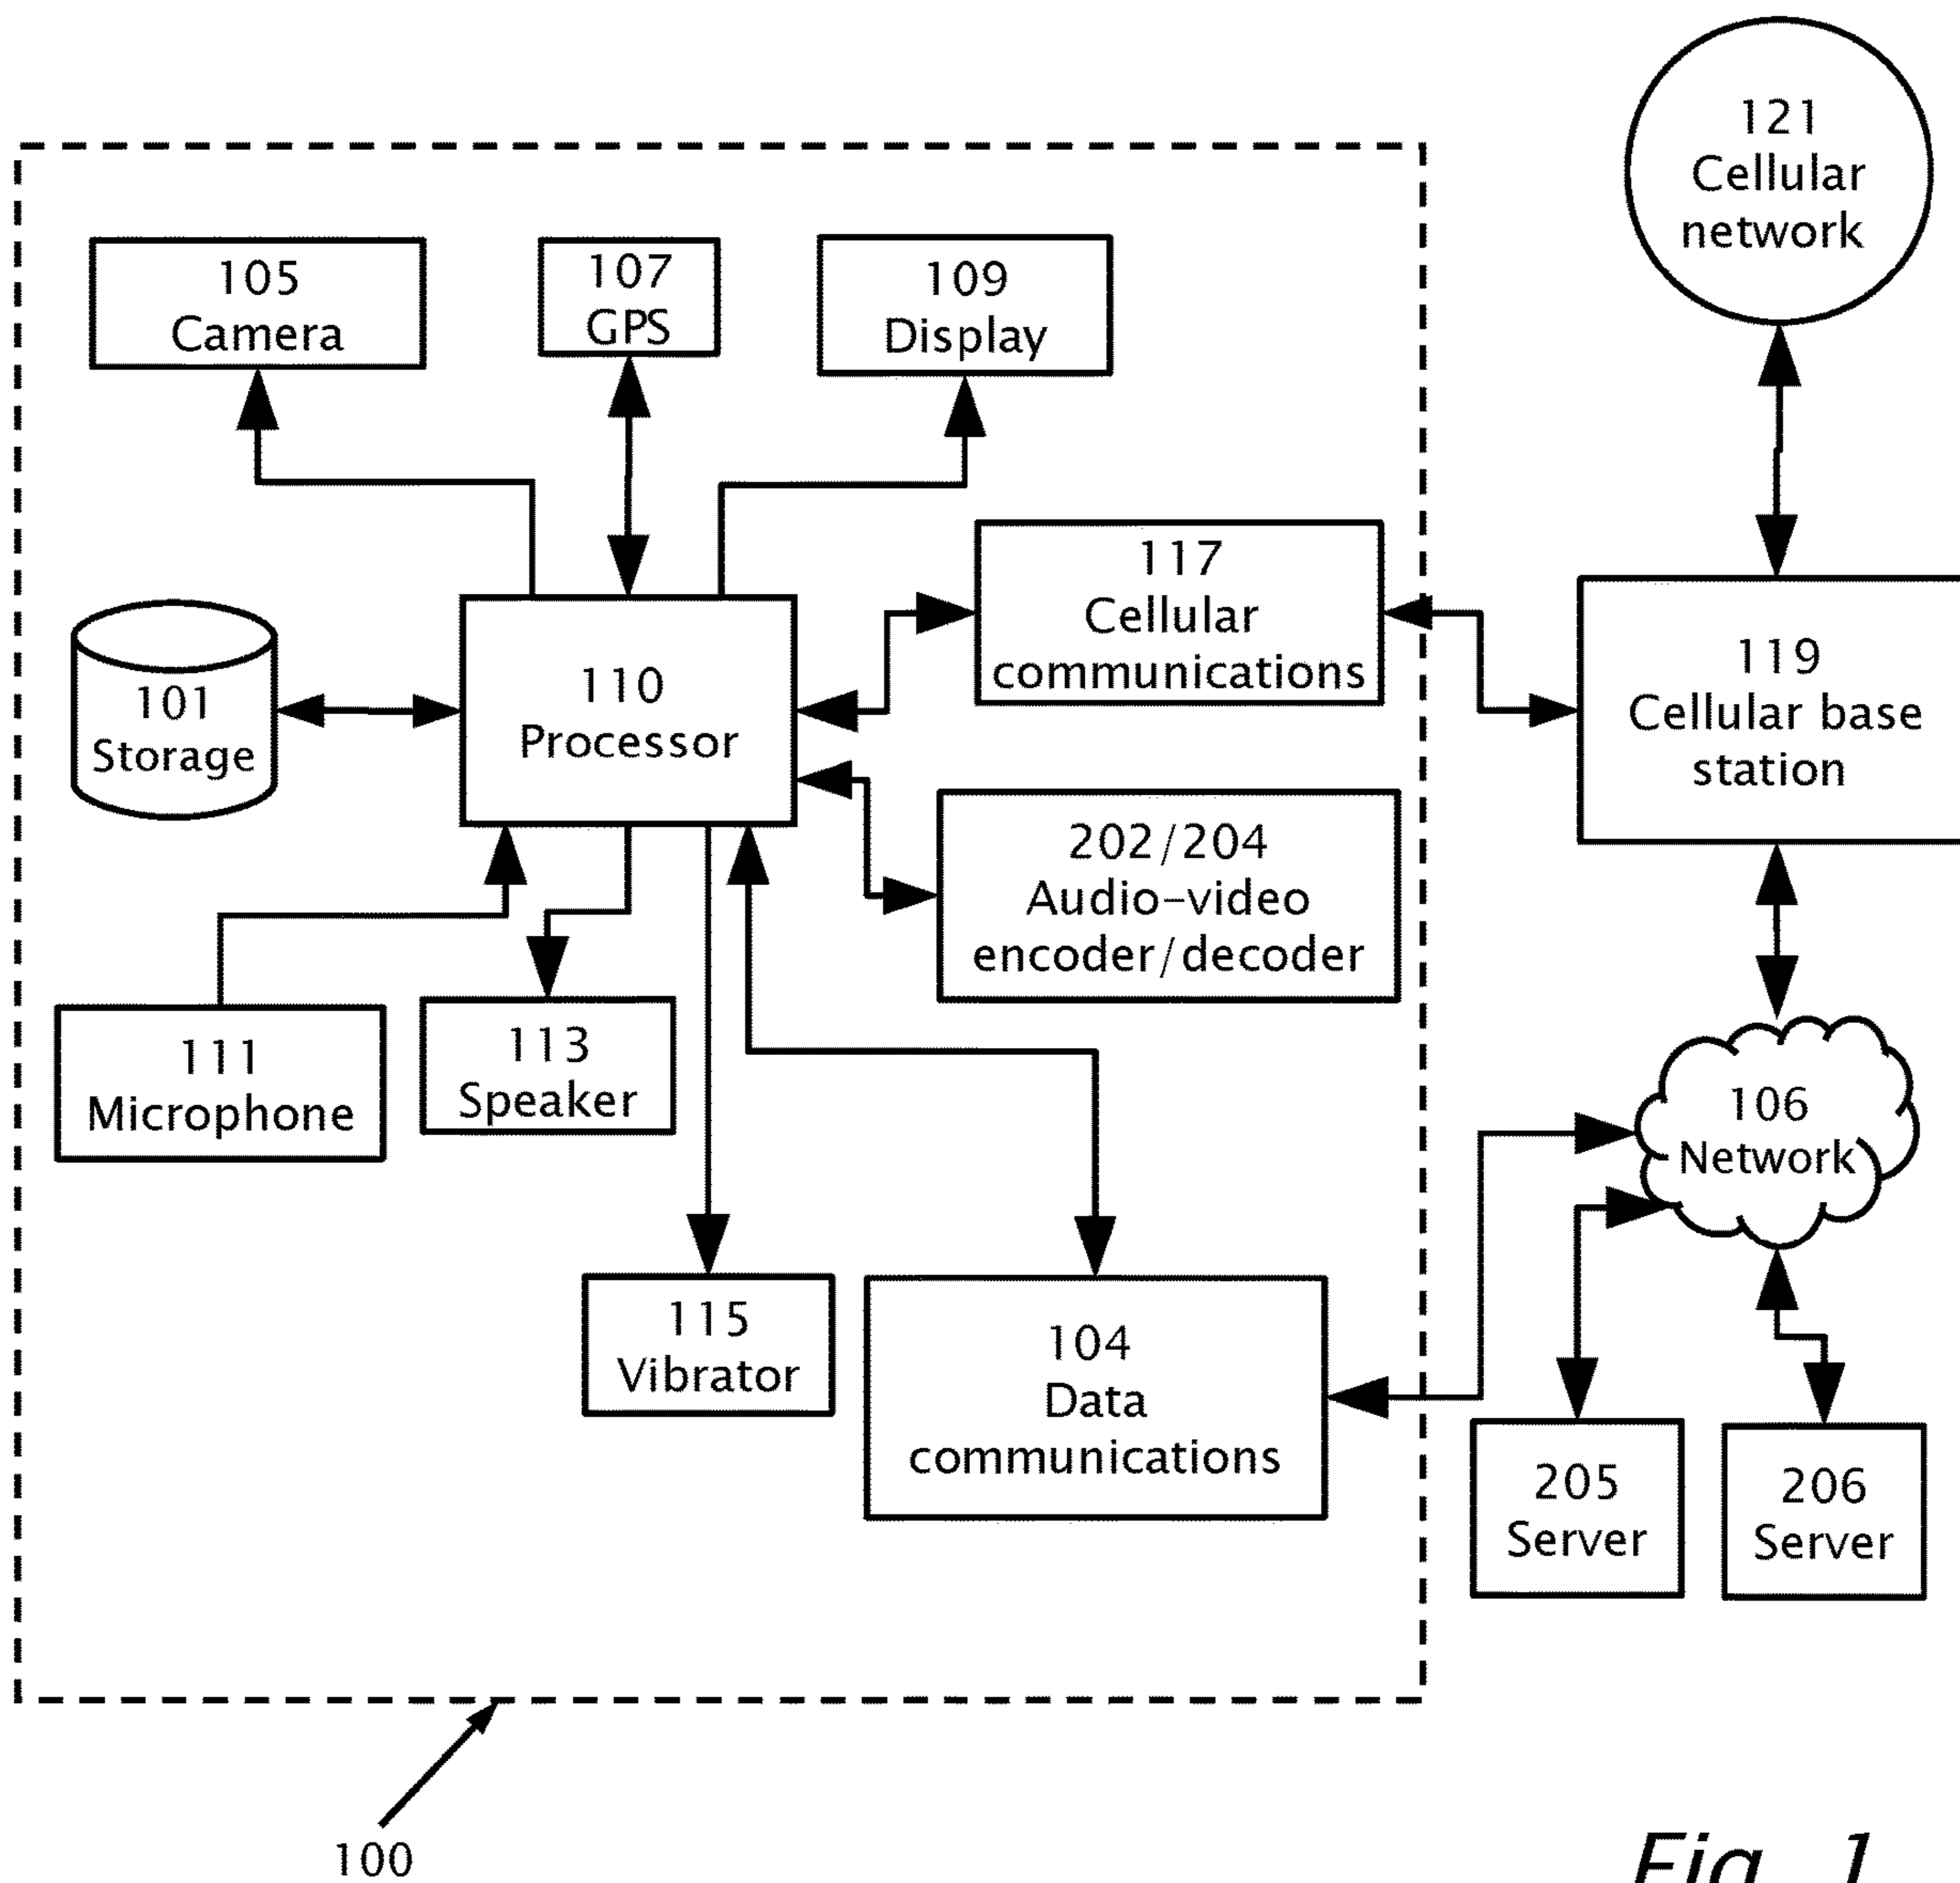 121
Cellular
network
105
Camera
107
GPS
109
Display
117
Cellular
communications
101
Storage
110
Processor
119
Cellular base
station
202/204
Audio-video
encoder/decoder
111
Microphone
113
Speaker
106
Network
115
Vibrator
104
Data
communications
205
Server
206
Server
100
Fig. 1